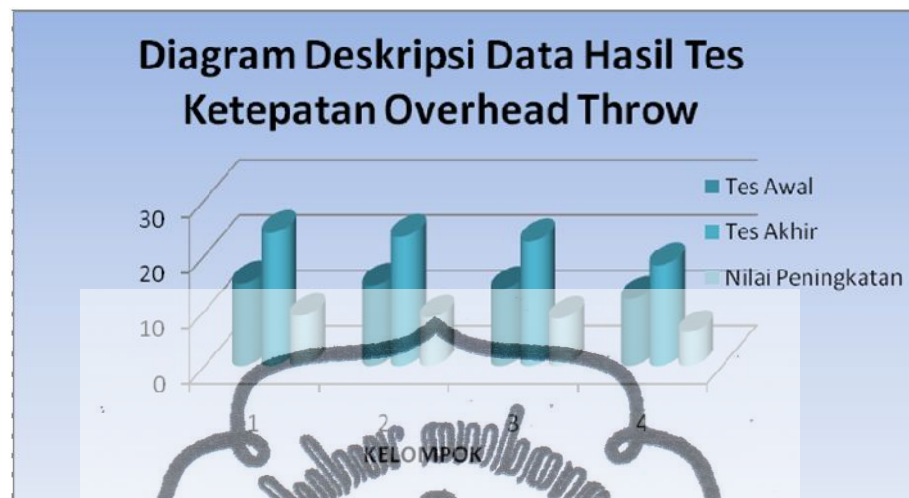 Diagram Deskripsi Data Hasil Tes
Ketepatan Overhead Throw
Tes Awal
Tes Akhir
Nilai Peningkatan
30
20
10
0
1 2 3 4
KELOMPOK